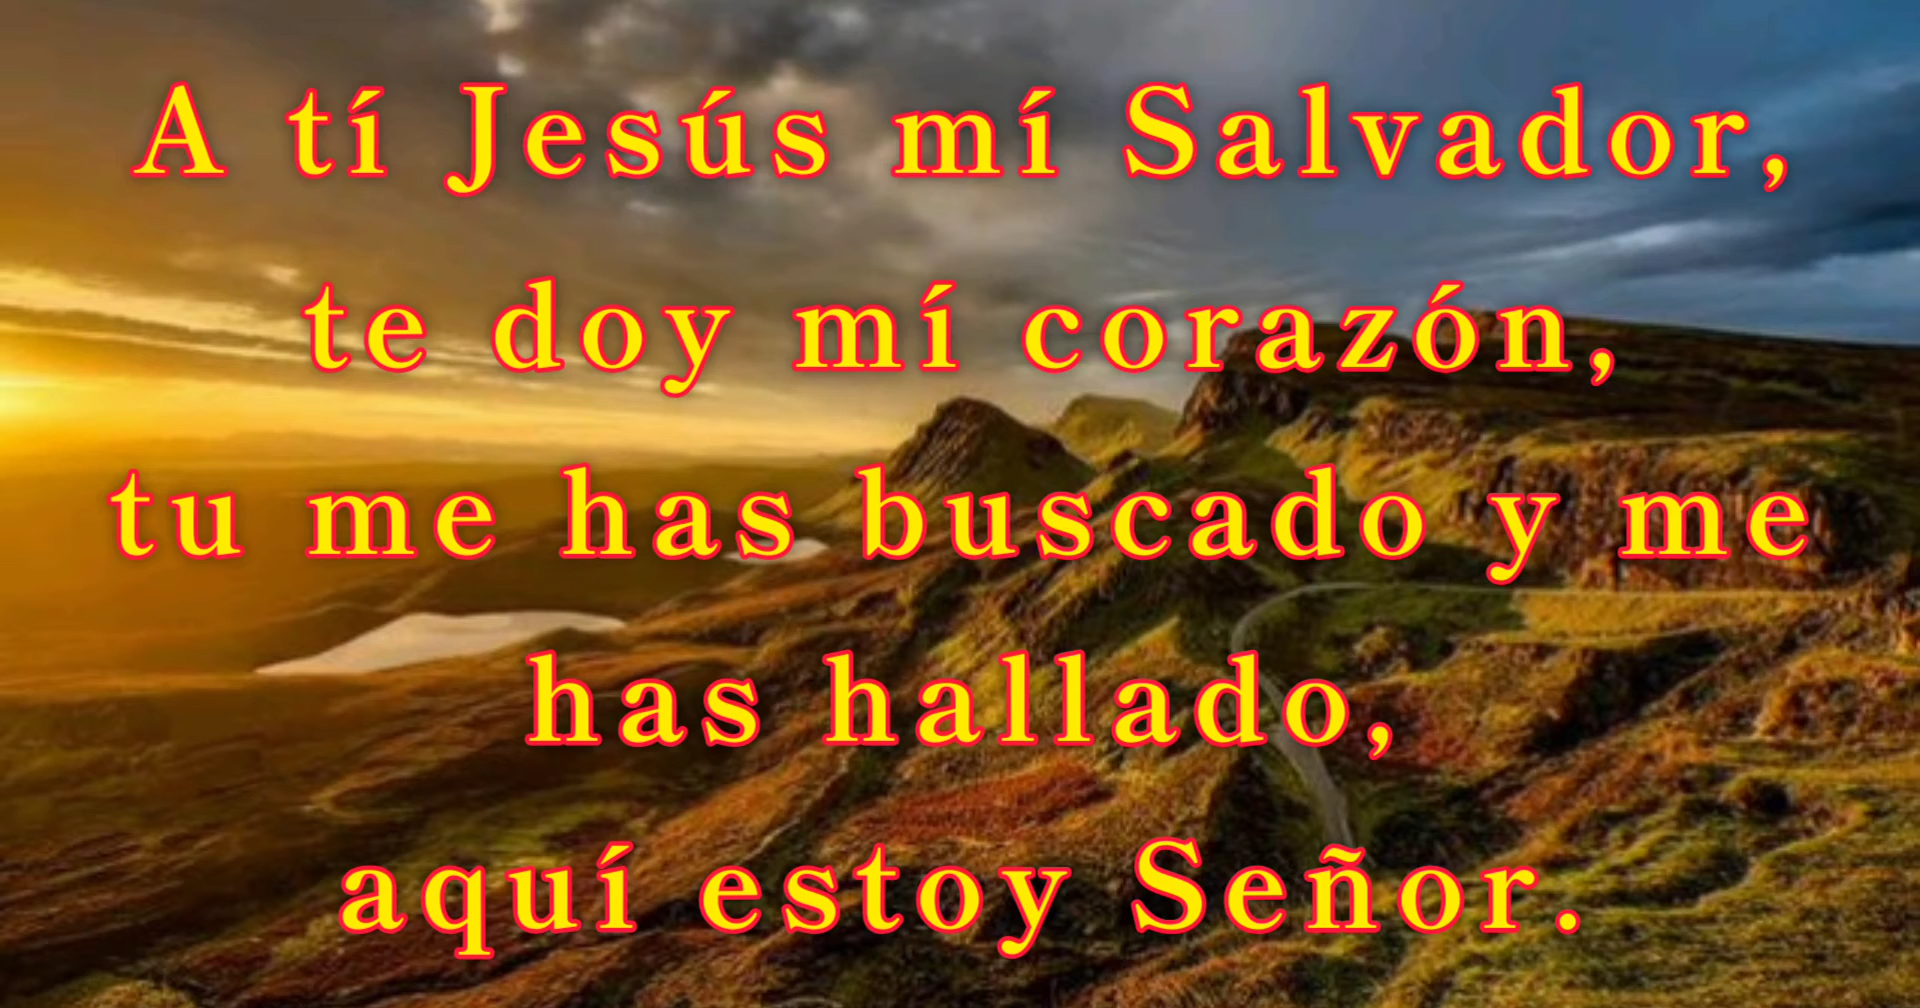 A tí Jesús mí Salvador,
te doy mí corazón,
tu me has buscado y me
has hallado,
aquí estoy Señor.